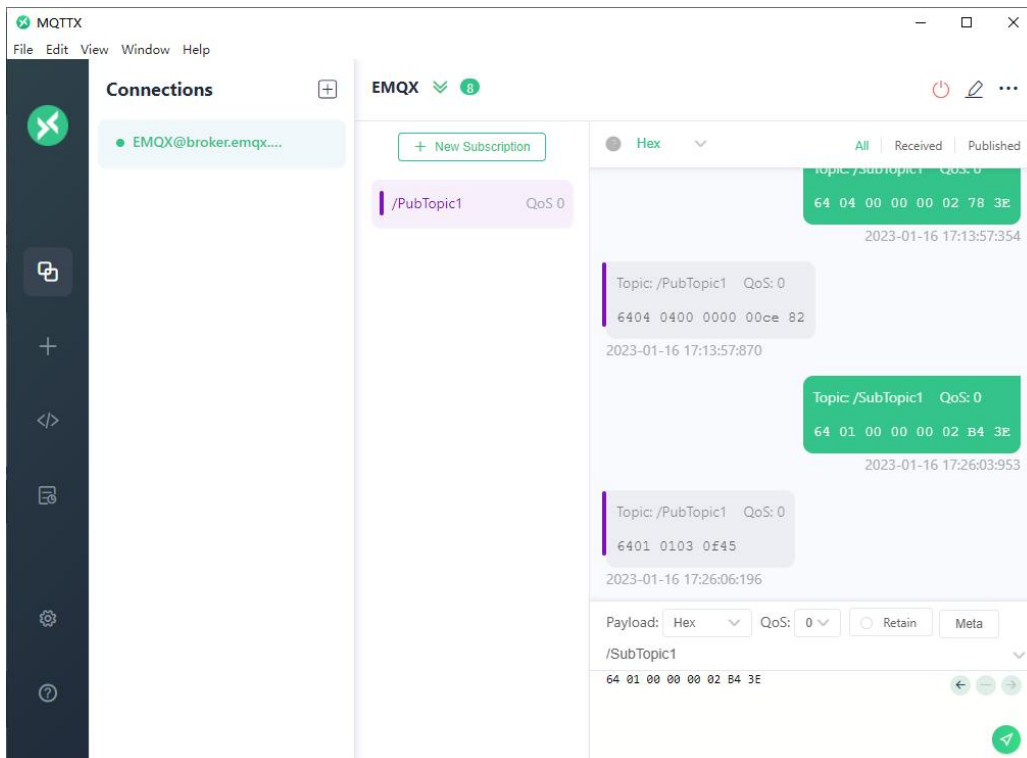 MQTTX
File Edit View Window Help
Connections
EMQX@broker.emqx....
EMQX 8
+ New Subscription
/PubTopic1 QoS 0
Hex
All Received Published
Topic: /SubTopic1 QoS: 0
64 04 00 00 00 02 78 3E
2023-01-16 17:13:57:354
Topic: /PubTopic1 QoS: 0
6404 0400 0000 00ce 82
2023-01-16 17:13:57:870
Topic: /SubTopic1 QoS: 0
64 01 00 00 00 02 B4 3E
2023-01-16 17:26:03:953
Topic: /PubTopic1 QoS: 0
6401 0103 0f45
2023-01-16 17:26:06:196
Payload: Hex QoS: 0 Retain Meta
/SubTopic1
64 01 00 00 00 02 B4 3E